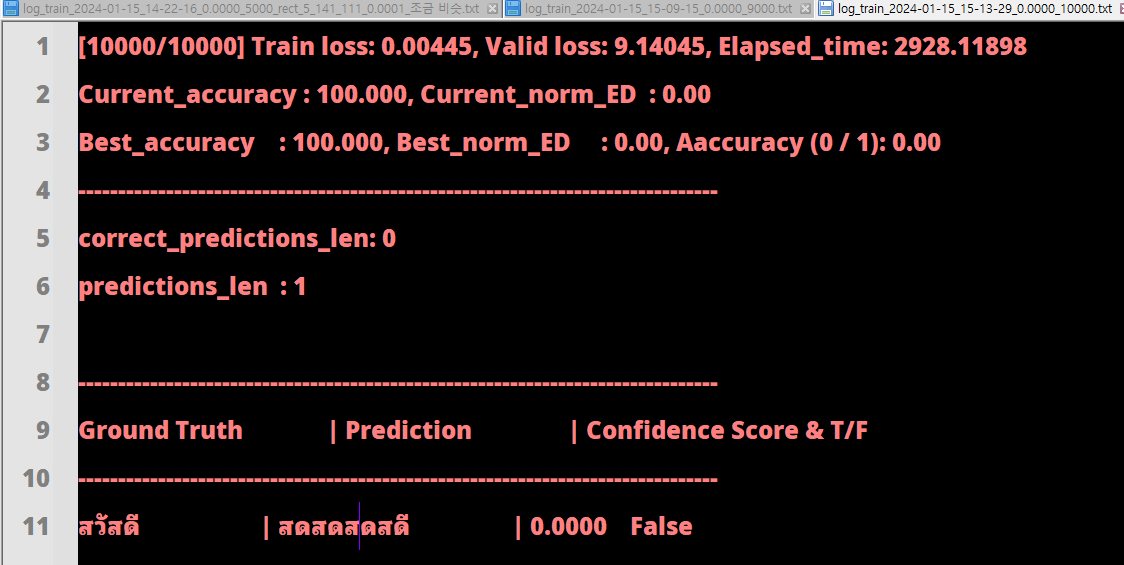 log_train_2024-01-15_14-22-16_0.0000_5000_rect_5_141_111_0.0001_조금 비슷.txt
log_train_2024-01-15_15-09-15_0.0000_9000.txt
log_train_2024-01-15_15-13-29_0.0000_10000.txt
1 [10000/10000] Train loss: 0.00445, Valid loss: 9.14045, Elapsed_time: 2928.11898
2 Current_accuracy : 100.000, Current_norm_ED : 0.00
3 Best_accuracy : 100.000, Best_norm_ED : 0.00, Aaccuracy (0 / 1): 0.00
4 --------------------------------------------------------------------------------
5 correct_predictions_len: 0
6 predictions_len : 1
7
8 --------------------------------------------------------------------------------
9 Ground Truth | Prediction | Confidence Score & T/F
10 --------------------------------------------------------------------------------
11 สวัสดี | สดสดสดสดี | 0.0000 False